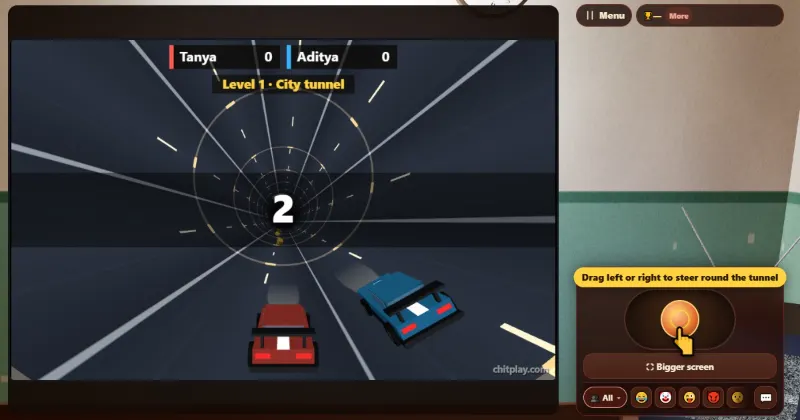 Menu
More
Tanya 0
Aditya 0
Level 1 · City tunnel
2
chitplay.com
Drag left or right to steer round the tunnel
Bigger screen
All